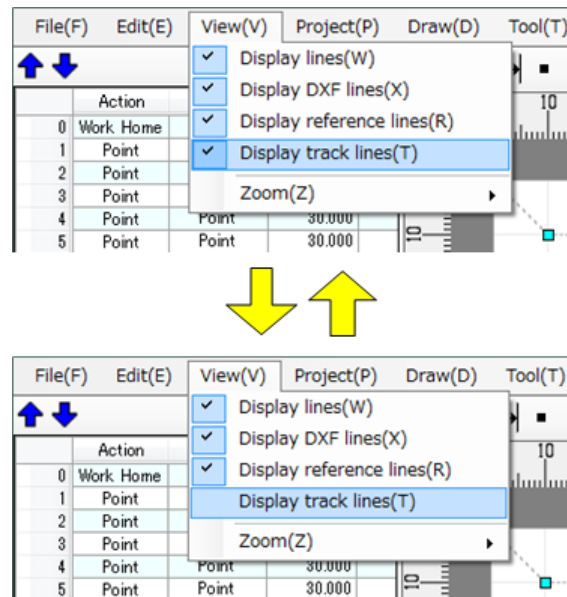 File(F) Edit(E) View(V) Project(P) Draw(D) Tool(T)
Display lines(W)
Display DXF lines(X)
Action 10
0 Work Home Display reference lines(R)
1 Point Display track lines(T)
2 Point
3 Point Zoom(Z)
4 Point Point 30.000
5 Point Point 30.000 10
File(F) Edit(E) View(V) Project(P) Draw(D) Tool(T)
Display lines(W)
Display DXF lines(X)
Action 10
0 Work Home Display reference lines(R)
1 Point Display track lines(T)
2 Point
3 Point Zoom(Z)
4 Point Point 30.000
5 Point Point 30.000 10